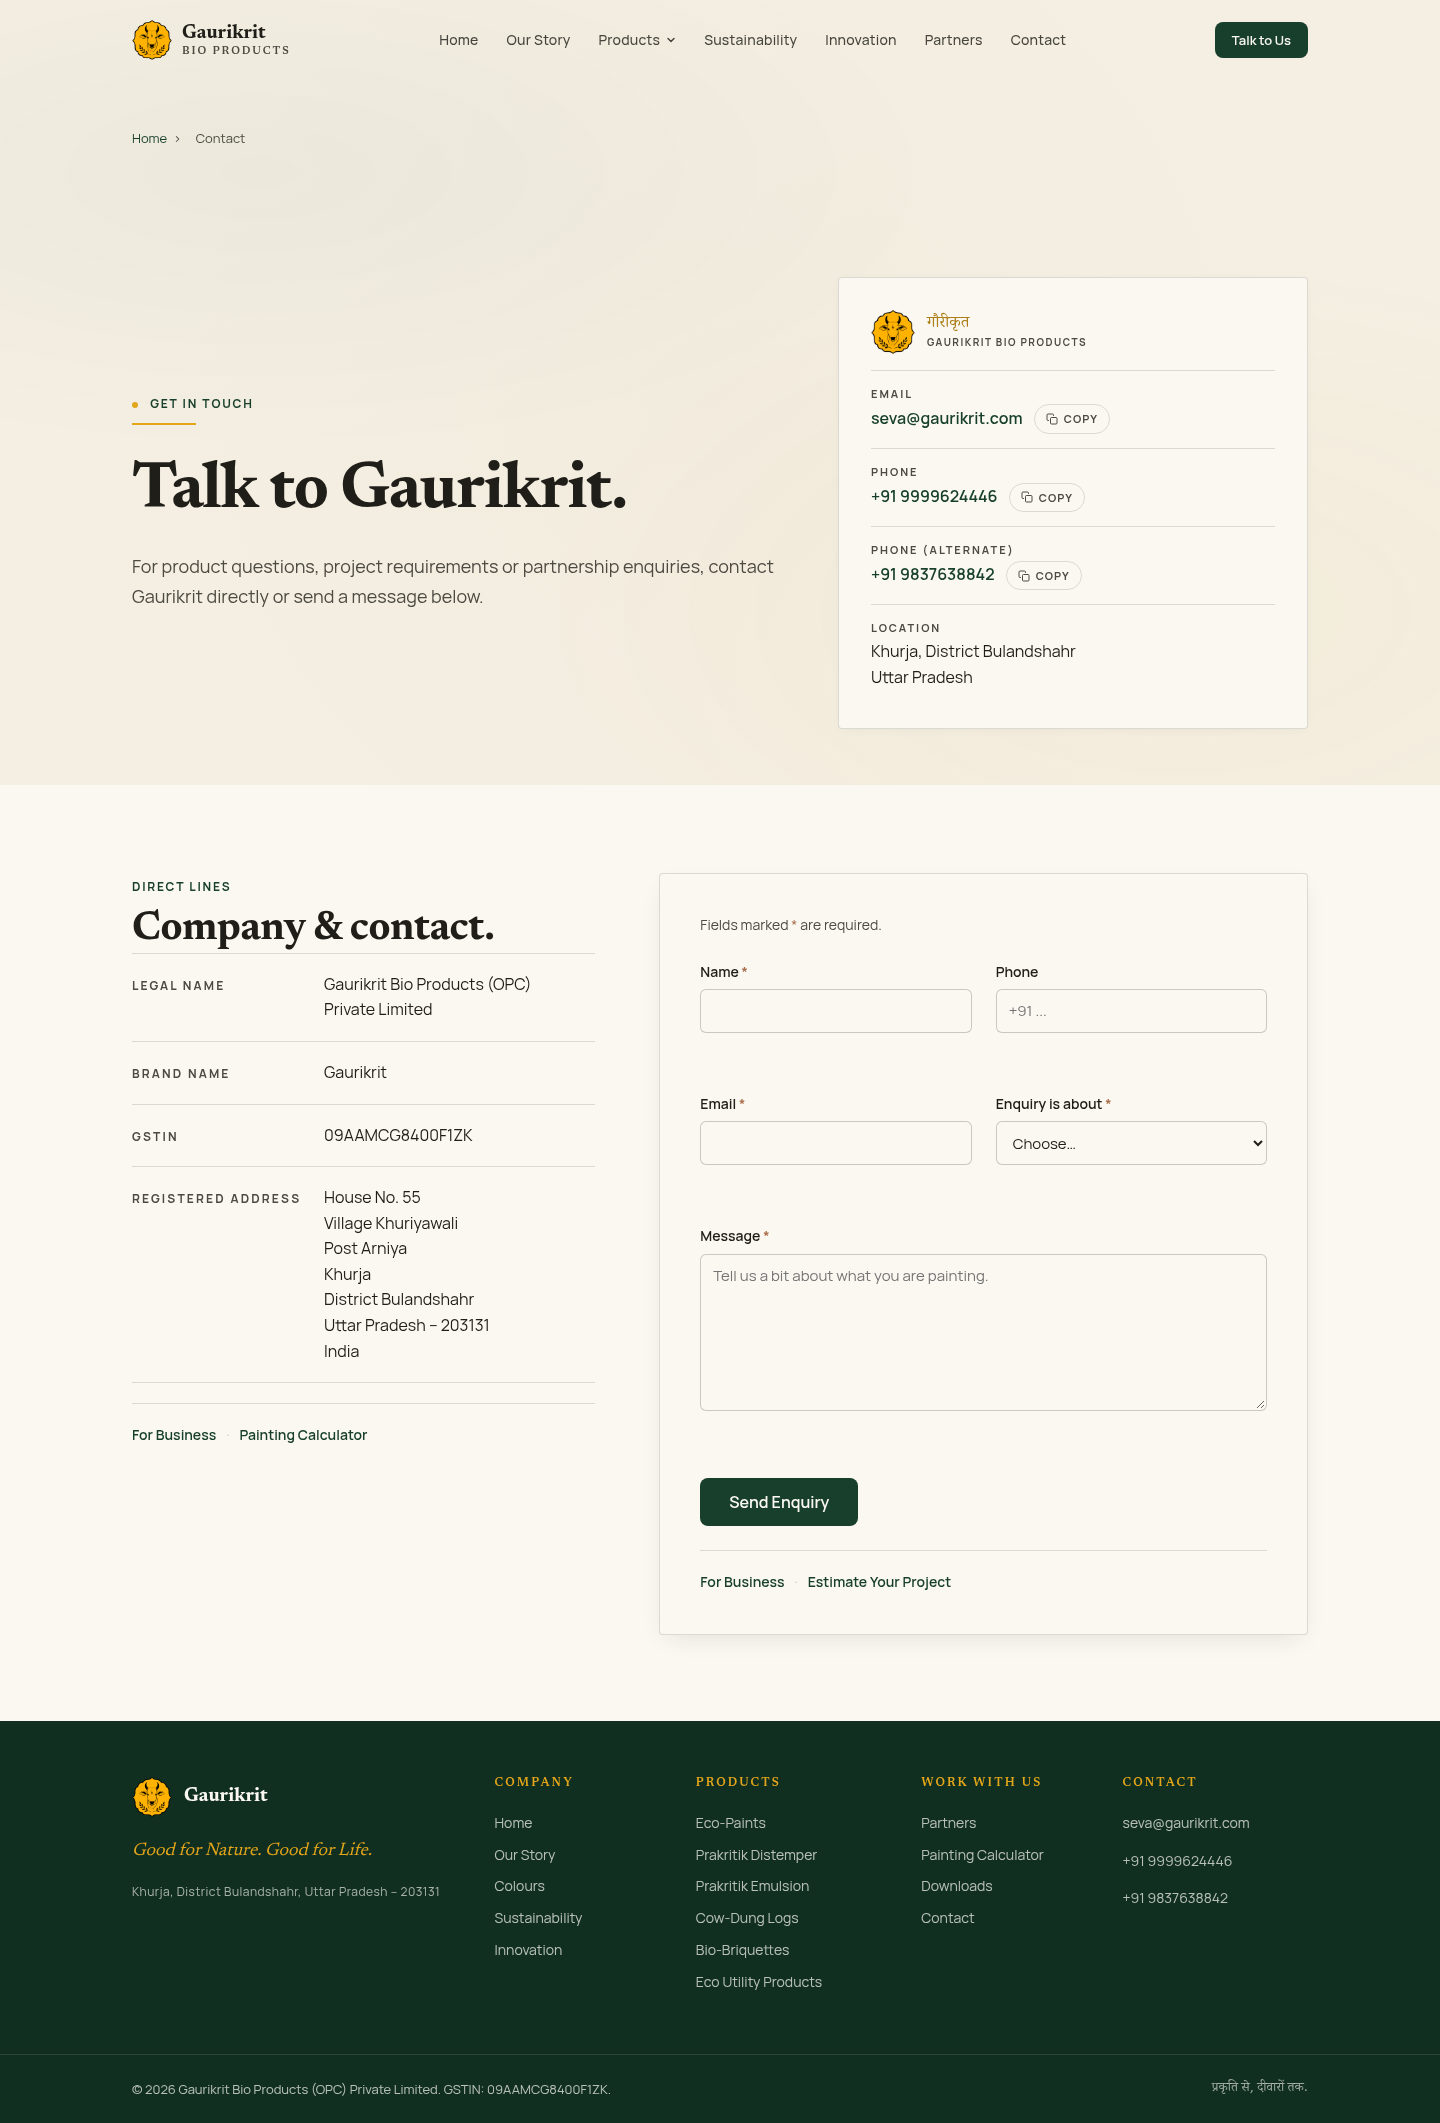 Gaurikrit
BIO PRODUCTS
Home
Our Story
Products
Sustainability
Innovation
Partners
Contact
Talk to Us
Home › Contact
GET IN TOUCH
Talk to Gaurikrit.
For product questions, project requirements or partnership enquiries, contact
Gaurikrit directly or send a message below.
गौरीकृत
GAURIKRIT BIO PRODUCTS
EMAIL
seva@gaurikrit.com COPY
PHONE
+91 9999624446 COPY
PHONE (ALTERNATE)
+91 9837638842 COPY
LOCATION
Khurja, District Bulandshahr
Uttar Pradesh
DIRECT LINES
Company & contact.
LEGAL NAME
Gaurikrit Bio Products (OPC)
Private Limited
BRAND NAME
Gaurikrit
GSTIN
09AAMCG8400F1ZK
REGISTERED ADDRESS
House No. 55
Village Khuriyawali
Post Arniya
Khurja
District Bulandshahr
Uttar Pradesh – 203131
India
For Business · Painting Calculator
Fields marked * are required.
Name *
Phone
+91 ...
Email *
Enquiry is about *
Choose...
Message *
Tell us a bit about what you are painting.
Send Enquiry
For Business · Estimate Your Project
Gaurikrit
Good for Nature. Good for Life.
Khurja, District Bulandshahr, Uttar Pradesh – 203131
COMPANY
Home
Our Story
Colours
Sustainability
Innovation
PRODUCTS
Eco-Paints
Prakritik Distemper
Prakritik Emulsion
Cow-Dung Logs
Bio-Briquettes
Eco Utility Products
WORK WITH US
Partners
Painting Calculator
Downloads
Contact
CONTACT
seva@gaurikrit.com
+91 9999624446
+91 9837638842
© 2026 Gaurikrit Bio Products (OPC) Private Limited. GSTIN: 09AAMCG8400F1ZK.
प्रकृति से, दीवारों तक.